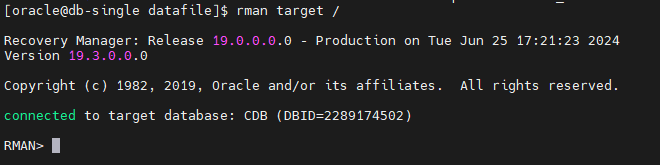 [oracle@db-single datafile]$ rman target /
Recovery Manager: Release 19.0.0.0.0 - Production on Tue Jun 25 17:21:23 2024
Version 19.3.0.0.0
Copyright (c) 1982, 2019, Oracle and/or its affiliates.  All rights reserved.
connected to target database: CDB (DBID=2289174502)
RMAN>